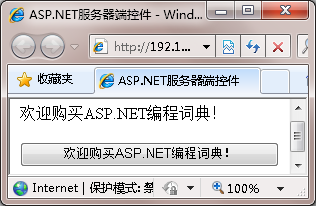 ASP.NET服务器端控件 - Wind
http://192.1
收藏夹
ASP.NET服务器端控件
欢迎购买ASP.NET编程词典！
欢迎购买ASP.NET编程词典！
Internet | 保护模式: 禁
100%